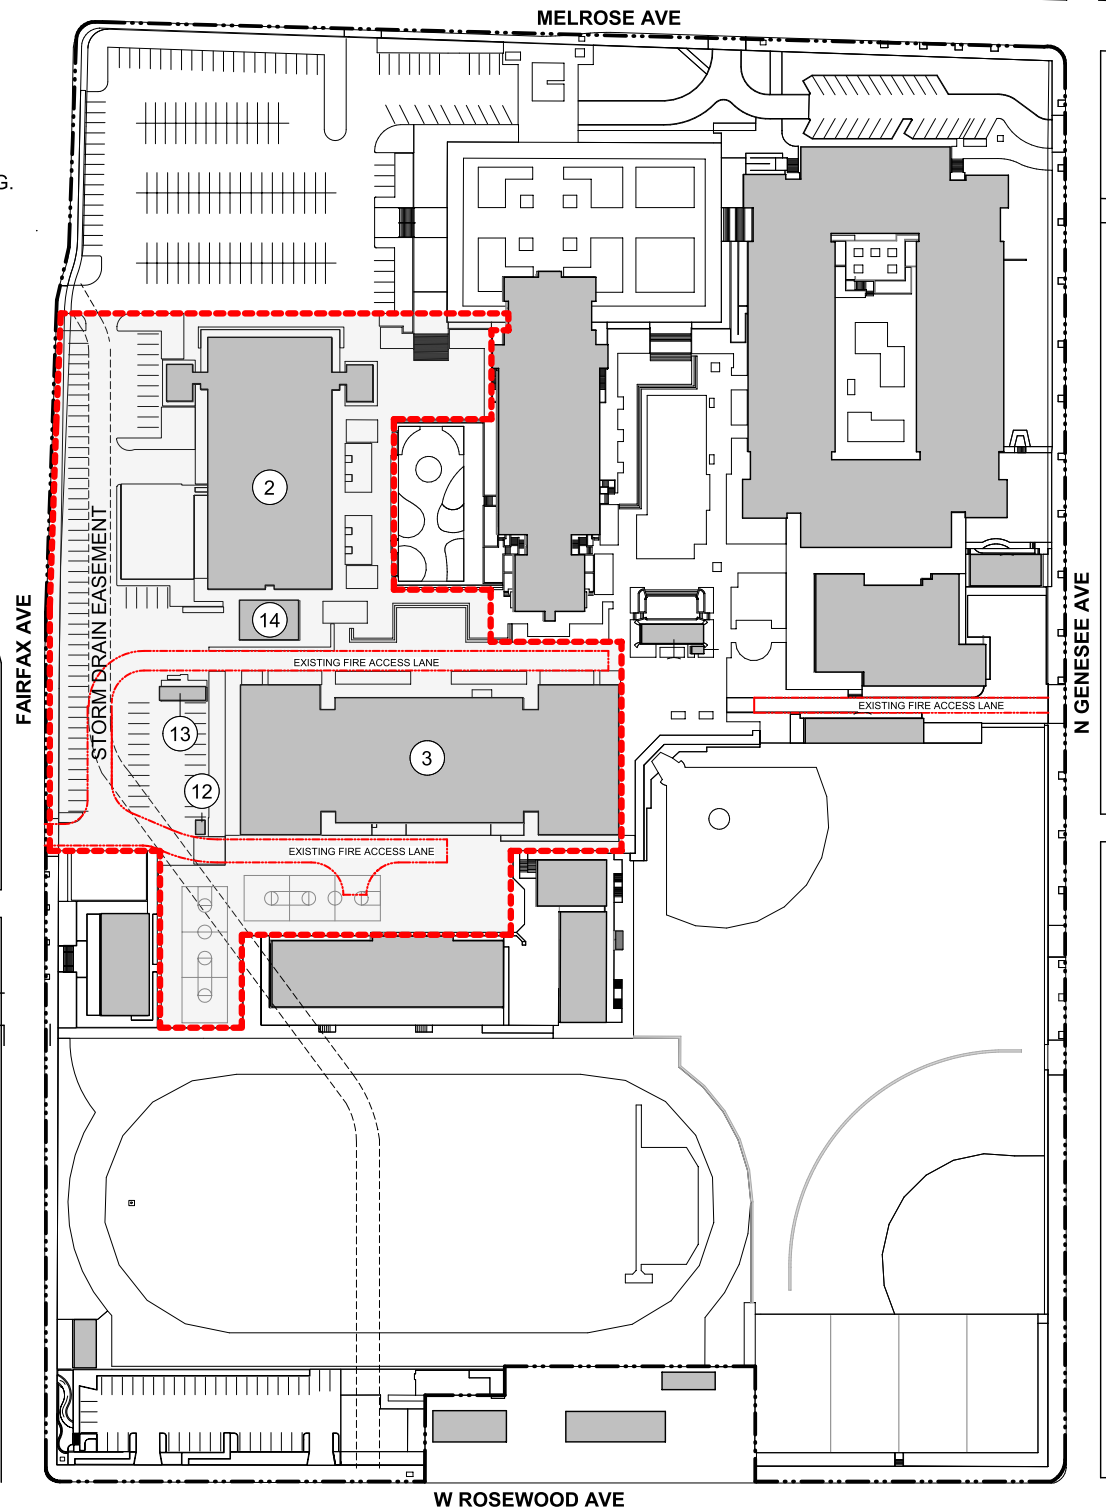 MELROSE AVE
G.
2
STORM DRAIN EASEMENT
14
FAIRFAX AVE
N GENESEE AVE
EXISTING FIRE ACCESS LANE
EXISTING FIRE ACCESS LANE
13
3
12
EXISTING FIRE ACCESS LANE
W ROSEWOOD AVE